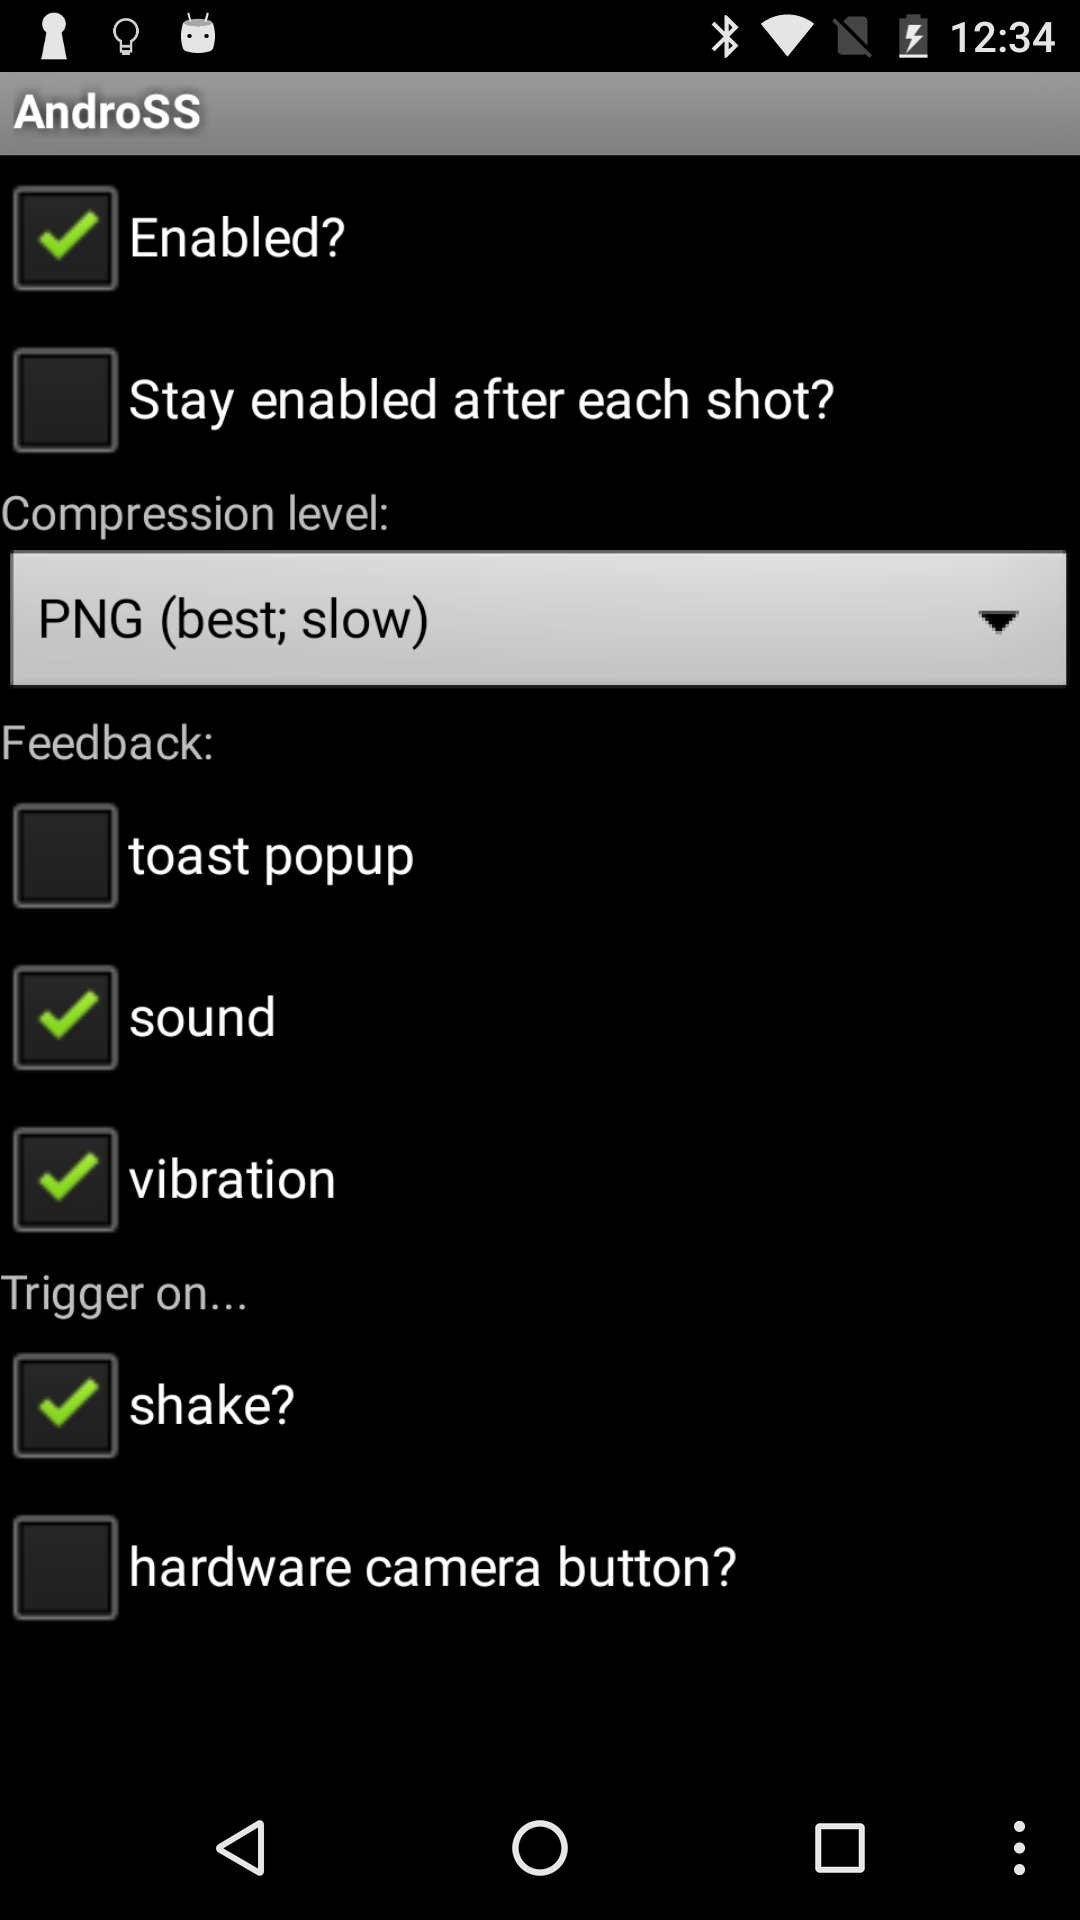 12:34
AndroSS
Enabled?
Stay enabled after each shot?
Compression level:
PNG (best; slow)
Feedback:
toast popup
sound
vibration
Trigger on...
shake?
hardware camera button?